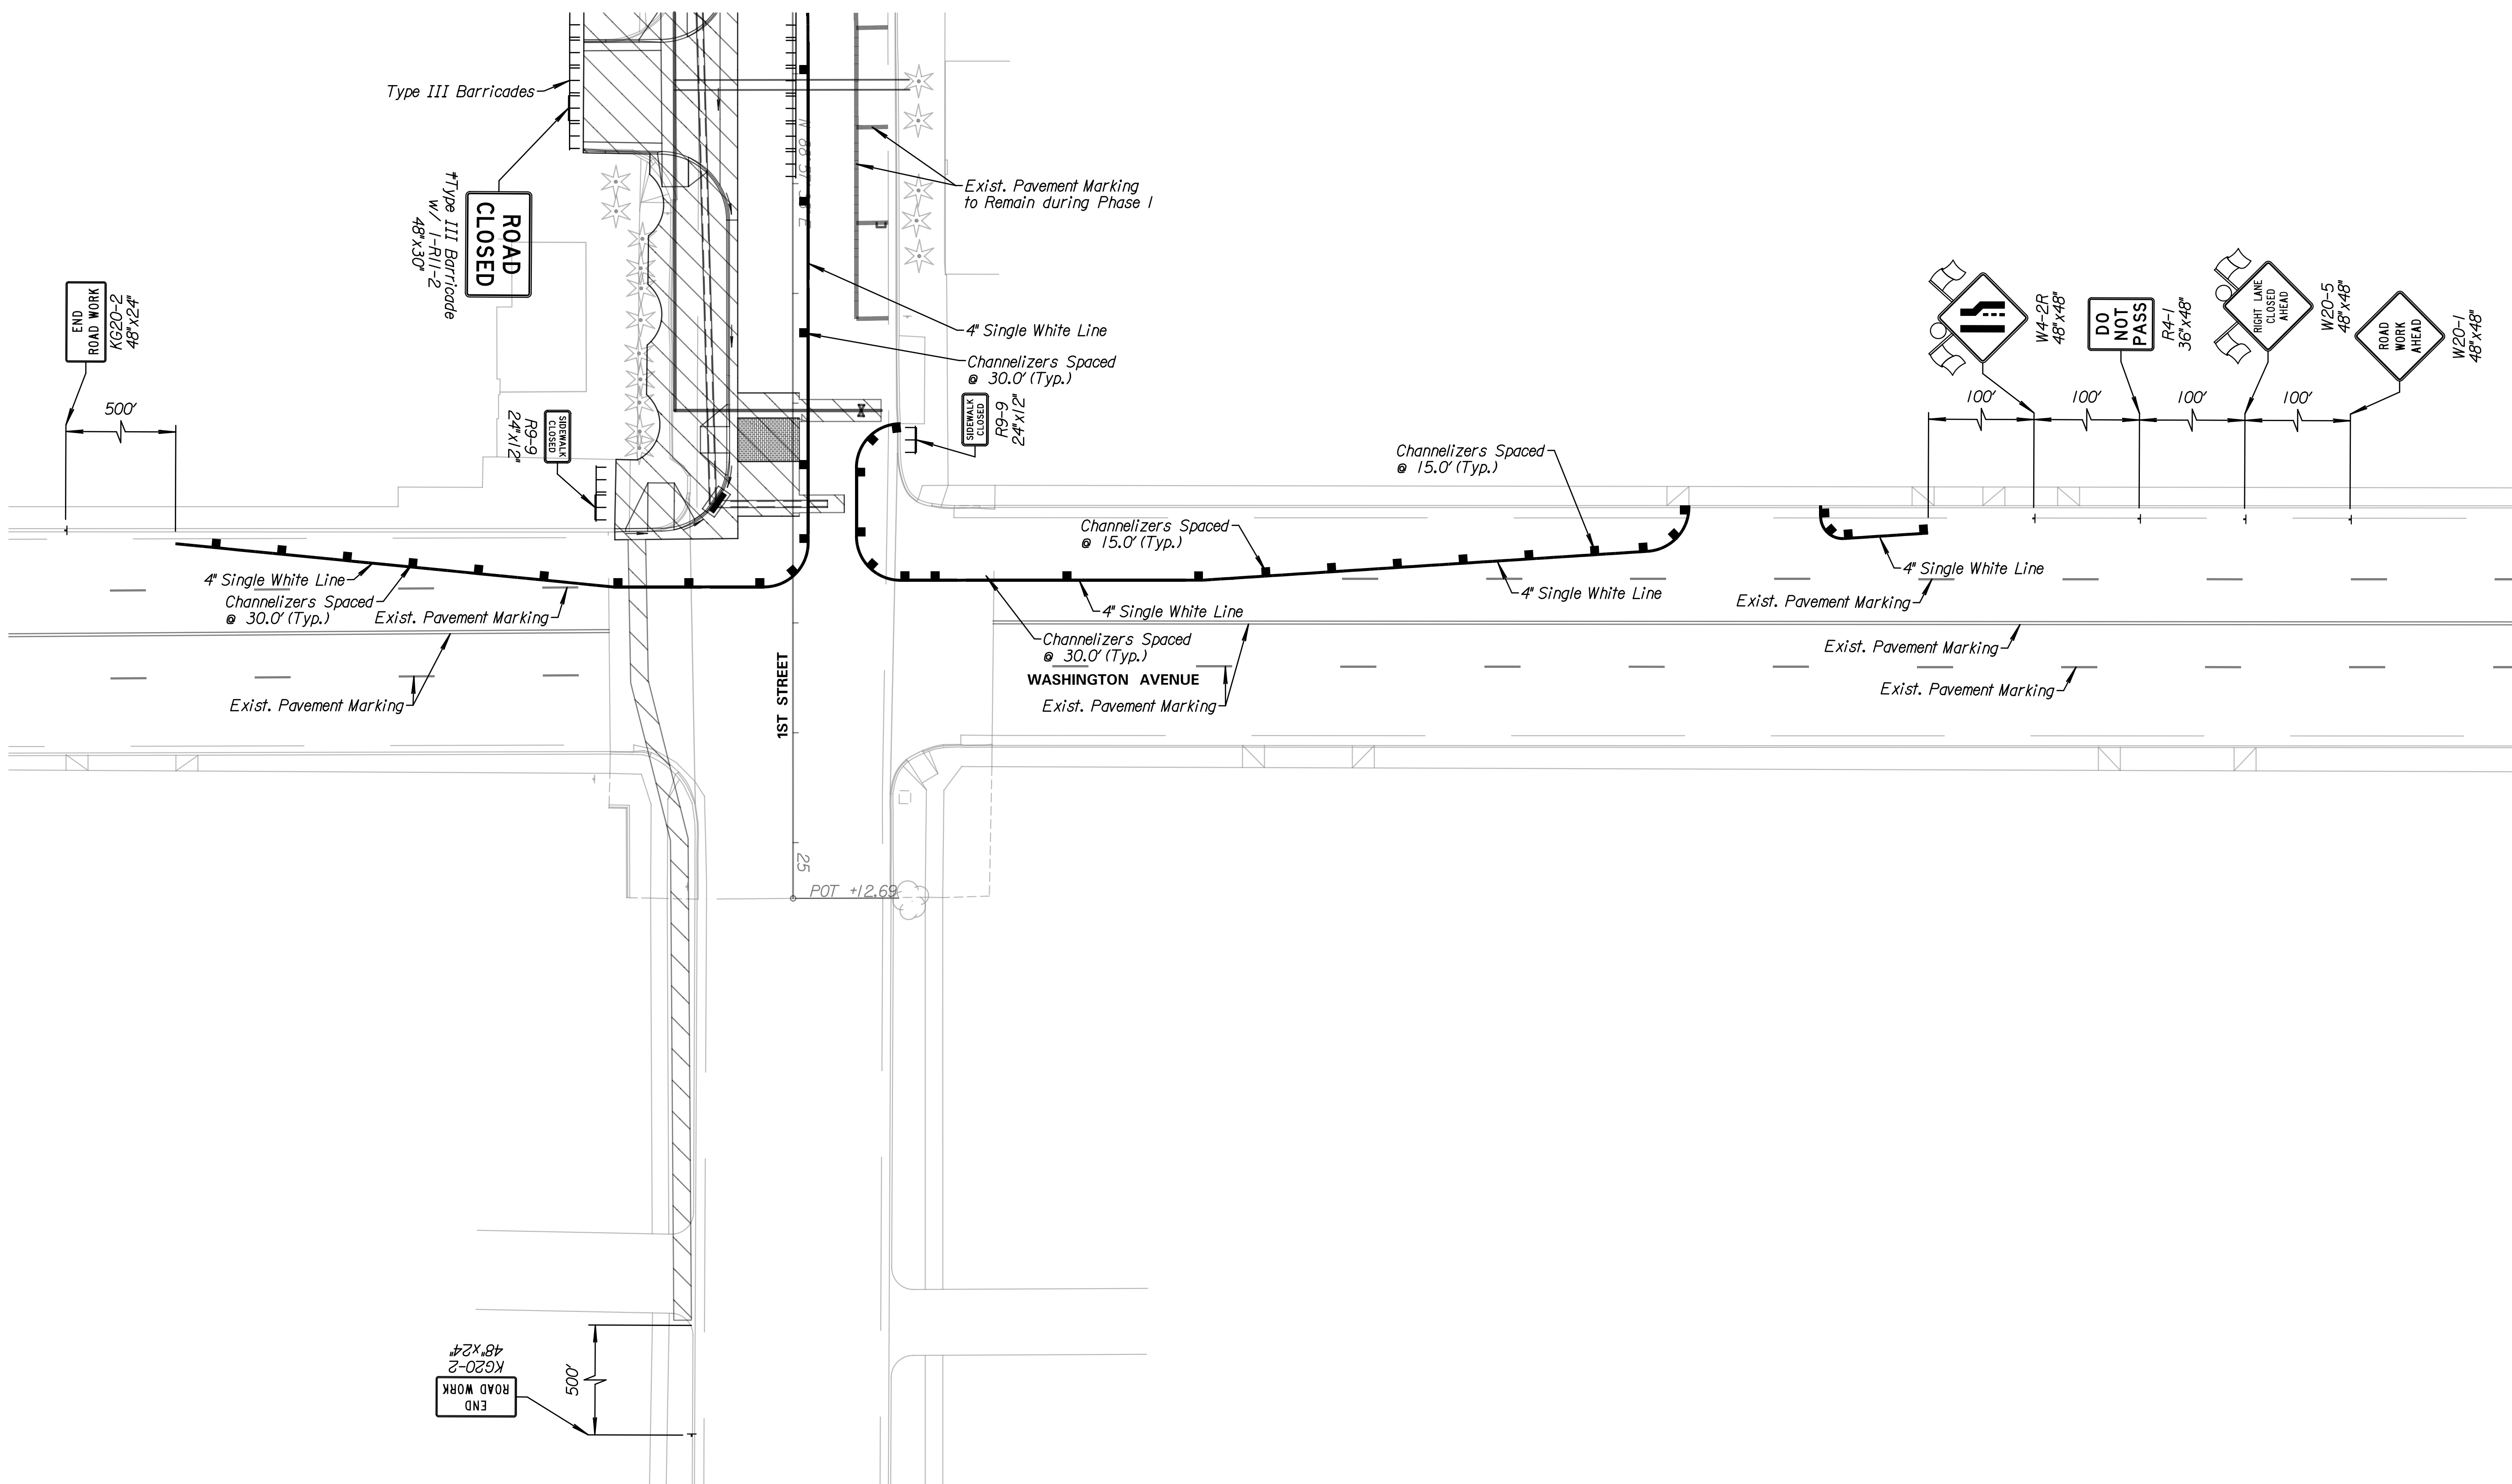 Type III Barricades
ROAD
CLOSED
†Type III Barricade
w/ 1-R11-2
48"x30"
Exist. Pavement Marking
to Remain during Phase 1
4" Single White Line
Channelizers Spaced
@ 30.0' (Typ.)
SIDEWALK
CLOSED
R9-9
24"x12"
SIDEWALK
CLOSED
R9-9
24"x12"
END
ROAD WORK
KG20-2
48"x24"
500'
W4-2R
48"x48"
DO
NOT
PASS
R4-1
36"x48"
RIGHT LANE
CLOSED
AHEAD
W20-5
48"x48"
ROAD
WORK
AHEAD
W20-1
48"x48"
100'
100'
100'
100'
Channelizers Spaced
@ 15.0' (Typ.)
Channelizers Spaced
@ 15.0' (Typ.)
4" Single White Line
Channelizers Spaced
@ 30.0' (Typ.)
Exist. Pavement Marking
4" Single White Line
4" Single White Line
4" Single White Line
Exist. Pavement Marking
Channelizers Spaced
@ 30.0' (Typ.)
Exist. Pavement Marking
1ST STREET
WASHINGTON AVENUE
Exist. Pavement Marking
Exist. Pavement Marking
Exist. Pavement Marking
25
POT +12.69
500'
KG20-2
48"x24"
END
ROAD WORK